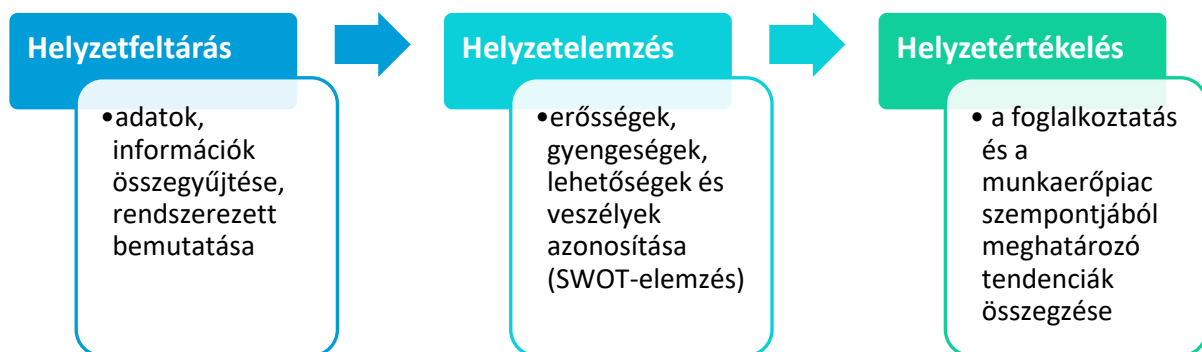 Helyzetfeltárás
•adatok,
információk
összegyűjtése,
rendszerezett
bemutatása
Helyzetelemzés
•erősségek,
gyengeségek,
lehetőségek és
veszélyek
azonosítása
(SWOT-elemzés)
Helyzetértékelés
• a foglalkoztatás
és a
munkaerőpiac
szempontjából
meghatározó
tendenciák
összegzése